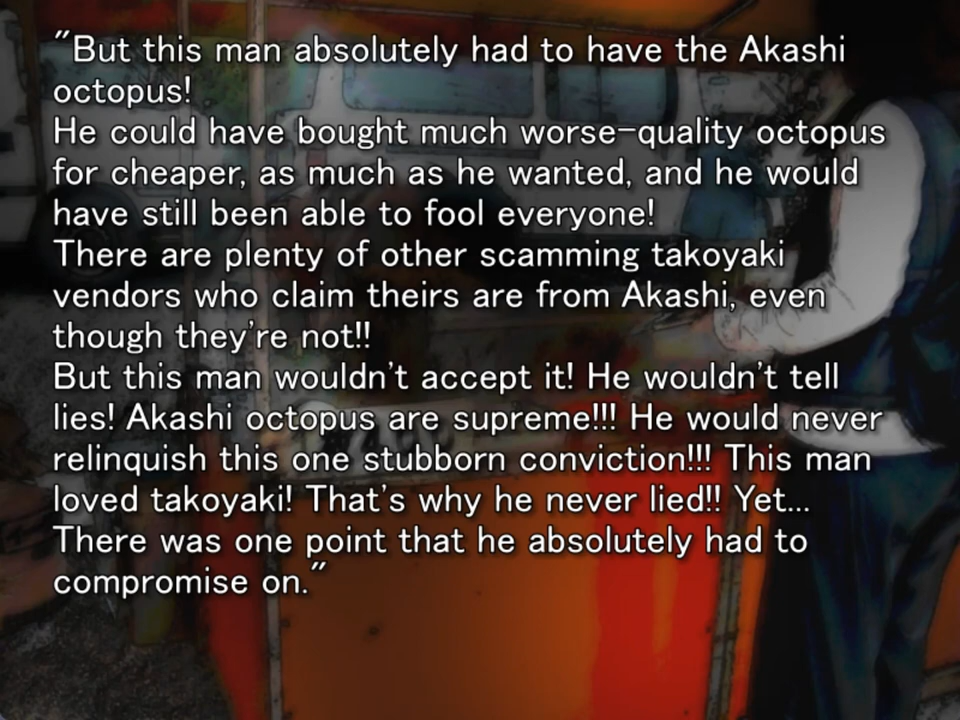 "But this man absolutely had to have the Akashi
octopus!
He could have bought much worse-quality octopus
for cheaper, as much as he wanted, and he would
have still been able to fool everyone!
There are plenty of other scamming takoyaki
vendors who claim theirs are from Akashi, even
though they're not!!
But this man wouldn't accept it! He wouldn't tell
lies! Akashi octopus are supreme!!! He would never
relinquish this one stubborn conviction!!! This man
loved takoyaki! That's why he never lied!! Yet...
There was one point that he absolutely had to
compromise on."